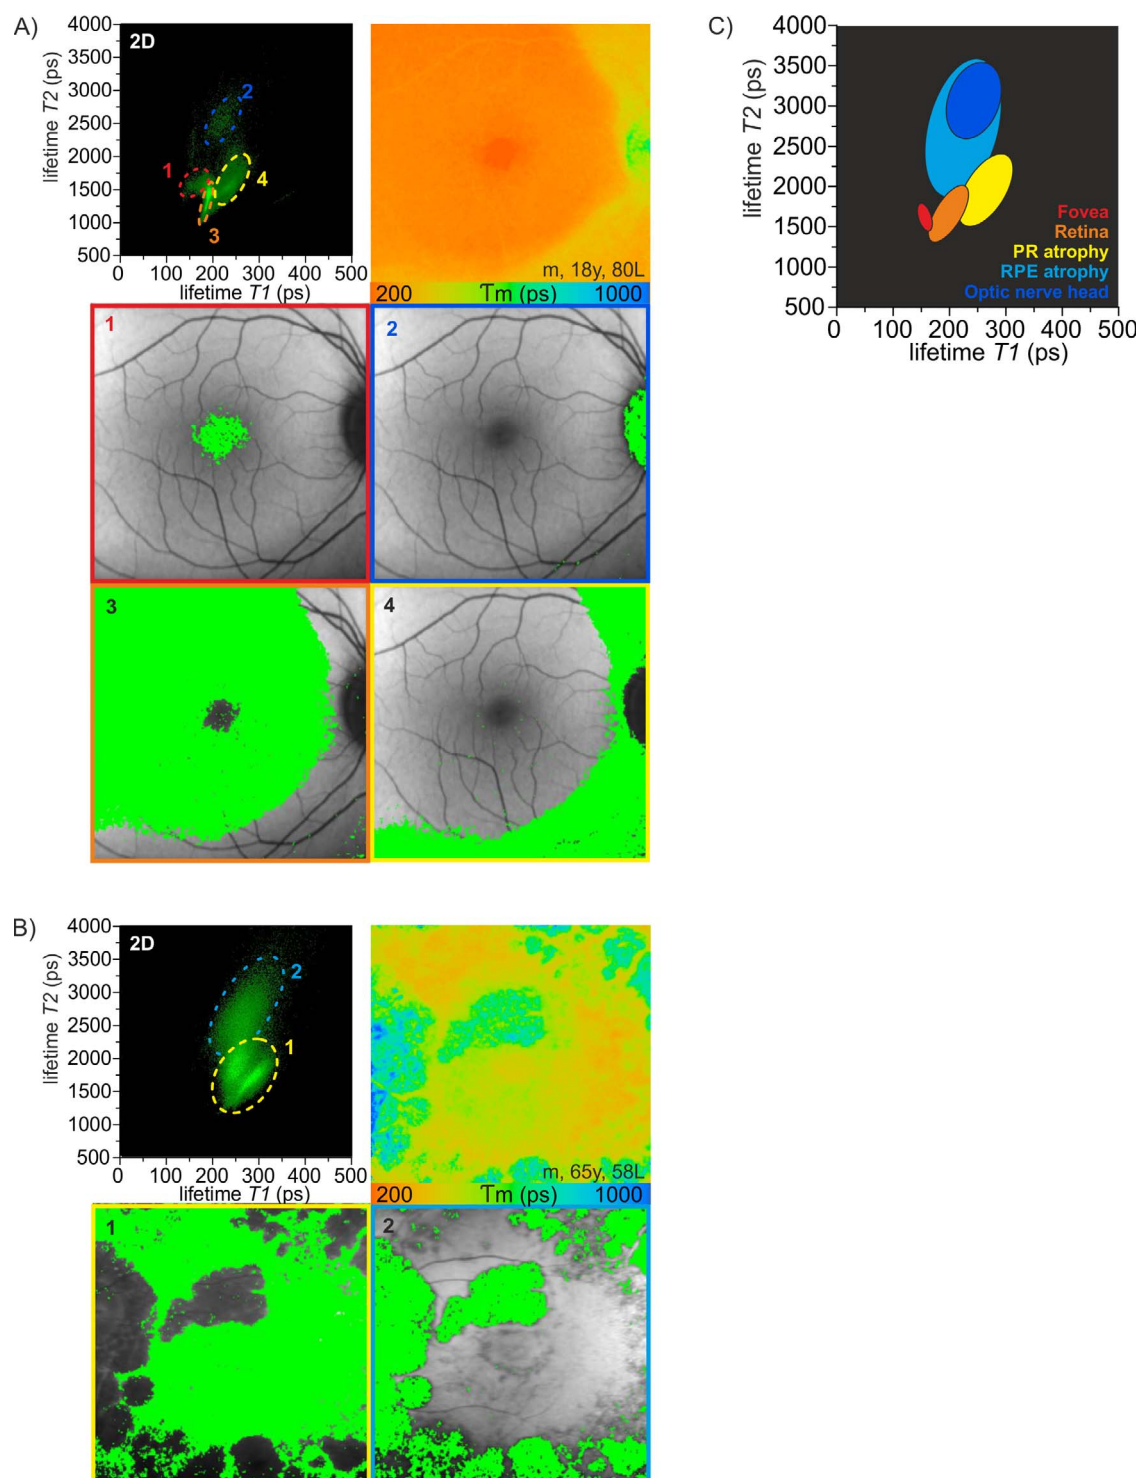 A)
2D
lifetime T2 (ps)
4000
3500
3000
2500
2000
1500
1000
500
1
2
3
4
0 100 200 300 400 500
lifetime T1 (ps)
m, 18y, 80L
200 Tm (ps) 1000
1
2
3
4
B)
2D
lifetime T2 (ps)
4000
3500
3000
2500
2000
1500
1000
500
2
1
0 100 200 300 400 500
lifetime T1 (ps)
m, 65y, 58L
200 Tm (ps) 1000
1
2
C)
lifetime T2 (ps)
4000
3500
3000
2500
2000
1500
1000
500
Fovea
Retina
PR atrophy
RPE atrophy
Optic nerve head
0 100 200 300 400 500
lifetime T1 (ps)